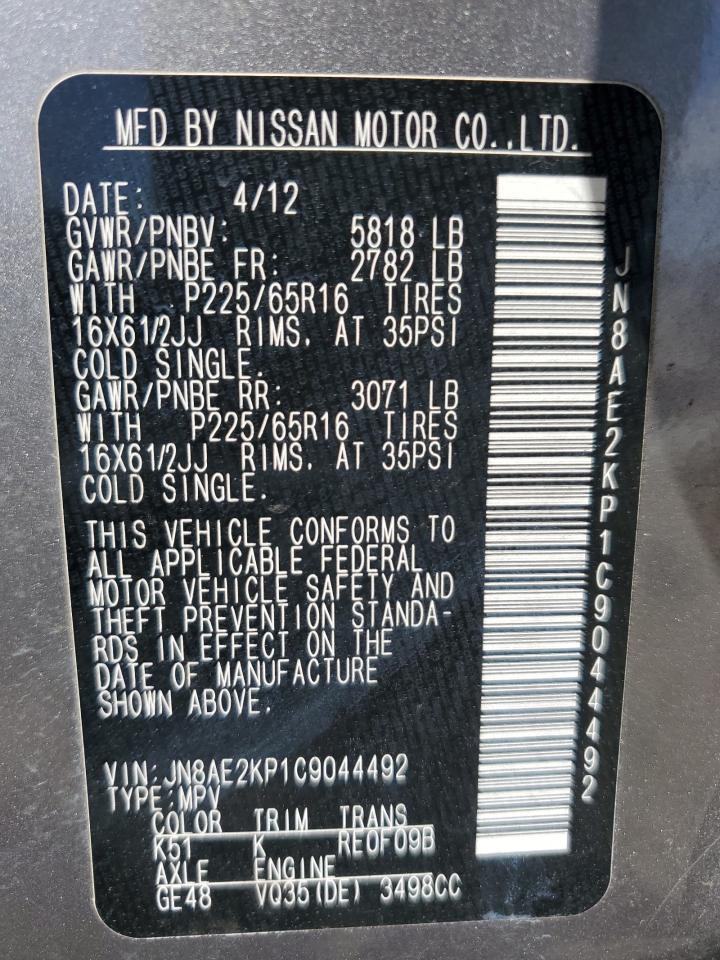 MFD BY NISSAN MOTOR CO.,LTD.
DATE: 4/12
GVWR/PNBV: 5818 LB
GAWR/PNBE FR: 2782 LB
WITH P225/65R16 TIRES
16X61/2JJ RIMS. AT 35PSI
COLD SINGLE.
GAWR/PNBE RR: 3071 LB
WITH P225/65R16 TIRES
16X61/2JJ RIMS. AT 35PSI
COLD SINGLE.
THIS VEHICLE CONFORMS TO
ALL APPLICABLE FEDERAL
MOTOR VEHICLE SAFETY AND
THEFT PREVENTION STANDA-
RDS IN EFFECT ON THE
DATE OF MANUFACTURE
SHOWN ABOVE.
VIN:JN8AE2KP1C9044492
TYPE:MPV
COLOR TRIM TRANS
K51 K RE0F09B
AXLE ENGINE
GE48 VQ35(DE) 3498CC
JN8AE2KP1C9044492